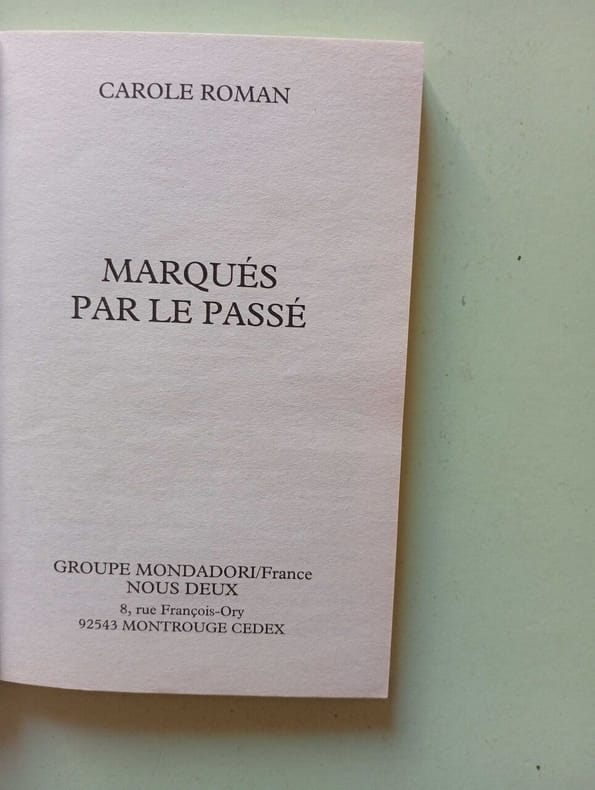 CAROLE ROMAN
MARQUÉS
PAR LE PASSÉ
GROUPE MONDADORI/France
NOUS DEUX
8, rue François-Ory
92543 MONTROUGE CEDEX